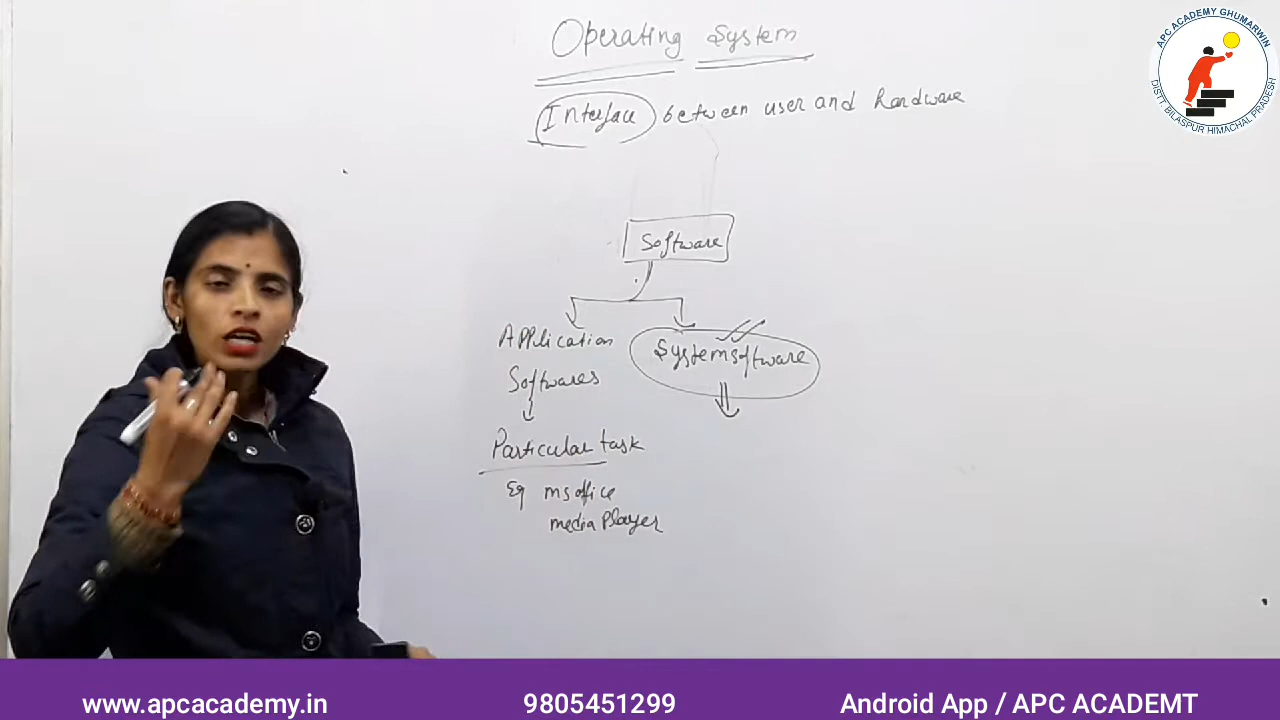 Operating System
Interface between user and hardware
Software
Application
Softwares
System software
Particular task
Eg ms office
media Player
APC ACADEMY GHUMARWIN
DISTT BILASPUR HIMACHAL PRADESH
www.apcacademy.in
9805451299
Android App / APC ACADEMT